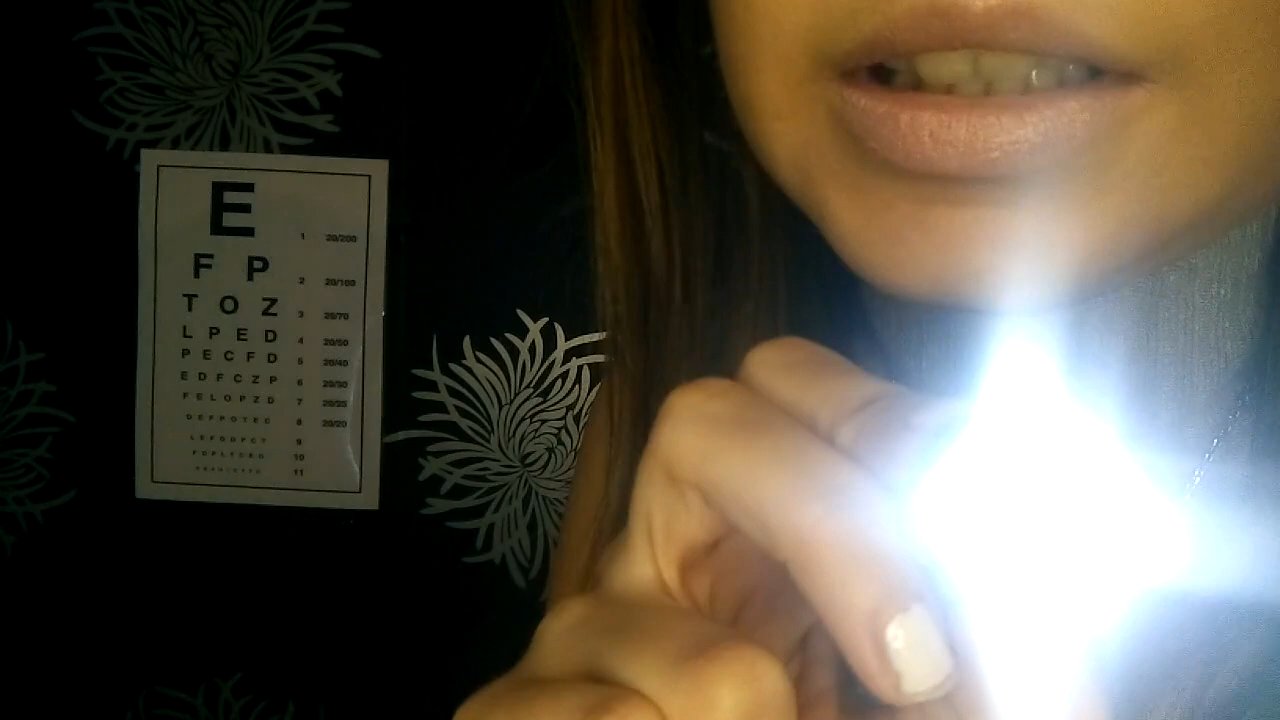 E 1 20/200
F P 2 20/100
T O Z 3 20/70
L P E D 4 20/50
P E C F D 5 20/40
E D F C Z P 6 20/30
F E L O P Z D 7 20/25
D E F P O T E C 8 20/20
9
10
11